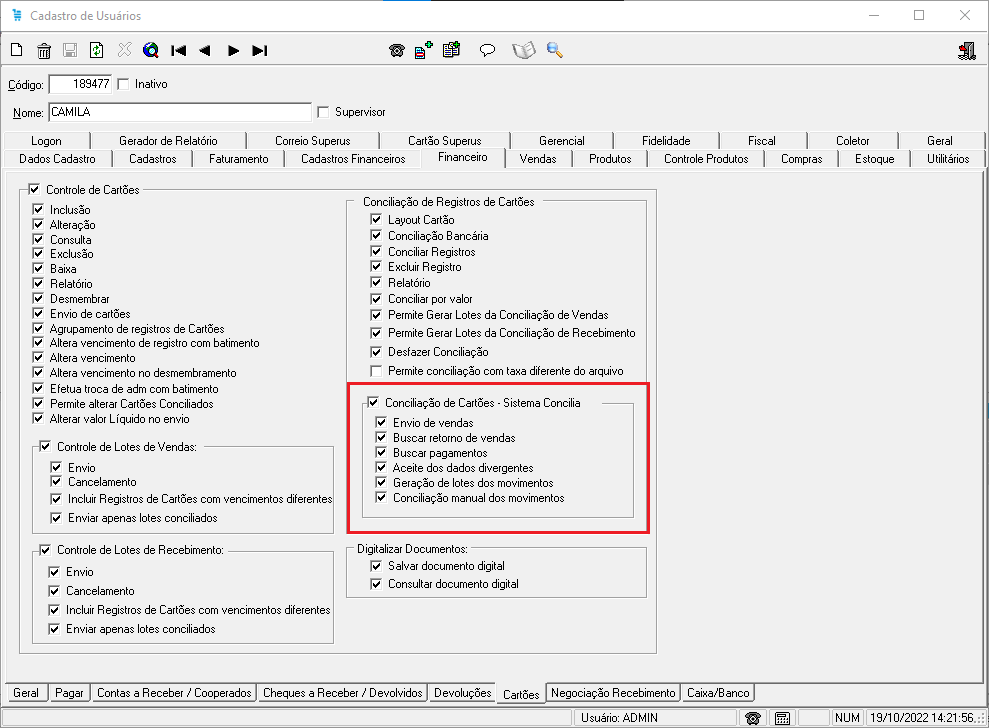 Cadastro de Usuários
Código: 189477 Inativo
Nome: CAMILA Supervisor
Logon Gerador de Relatório Correio Superus Cartão Superus Gerencial Fidelidade Fiscal Coletor Geral
Dados Cadastro Cadastros Faturamento Cadastros Financeiros Financeiro Vendas Produtos Controle Produtos Compras Estoque Utilitários
Controle de Cartões
Inclusão
Alteração
Consulta
Exclusão
Baixa
Relatório
Desmembrar
Envio de cartões
Agrupamento de registros de Cartões
Altera vencimento de registro com batimento
Altera vencimento
Altera vencimento no desmembramento
Efetua troca de adm com batimento
Permite alterar Cartões Conciliados
Alterar valor Líquido no envio
Controle de Lotes de Vendas:
Envio
Cancelamento
Incluir Registros de Cartões com vencimentos diferentes
Enviar apenas lotes conciliados
Controle de Lotes de Recebimento:
Envio
Cancelamento
Incluir Registros de Cartões com vencimentos diferentes
Enviar apenas lotes conciliados
Conciliação de Registros de Cartões
Layout Cartão
Conciliação Bancária
Conciliar Registros
Excluir Registro
Relatório
Conciliar por valor
Permite Gerar Lotes da Conciliação de Vendas
Permite Gerar Lotes da Conciliação de Recebimento
Desfazer Conciliação
Permite conciliação com taxa diferente do arquivo
Conciliação de Cartões - Sistema Concilia
Envio de vendas
Buscar retorno de vendas
Buscar pagamentos
Aceite dos dados divergentes
Geração de lotes dos movimentos
Conciliação manual dos movimentos
Digitalizar Documentos:
Salvar documento digital
Consultar documento digital
Geral Pagar Contas a Receber / Cooperados Cheques a Receber / Devolvidos Devoluções Cartões Negociação Recebimento Caixa/Banco
Usuário: ADMIN NUM 19/10/2022 14:21:56